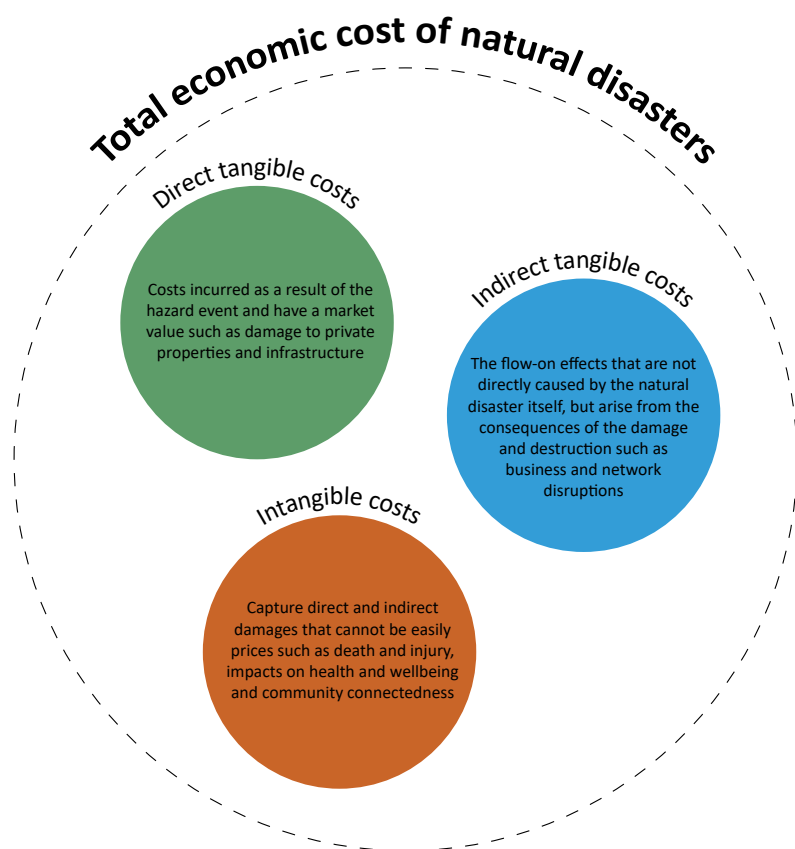 Total economic cost of natural disasters
Direct tangible costs
Costs incurred as a result of the
hazard event and have a market
value such as damage to private
properties and infrastructure
Indirect tangible costs
The flow-on effects that are not
directly caused by the natural
disaster itself, but arise from the
consequences of the damage
and destruction such as
business and network
disruptions
Intangible costs
Capture direct and indirect
damages that cannot be easily
prices such as death and injury,
impacts on health and wellbeing
and community connectedness